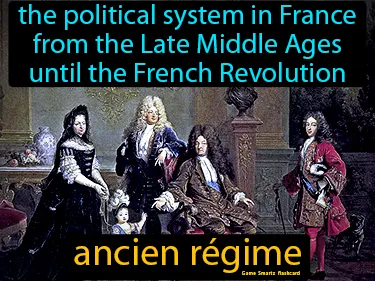 the political system in France
from the Late Middle Ages
until the French Revolution
ancien régime
Game Smartz flashcard